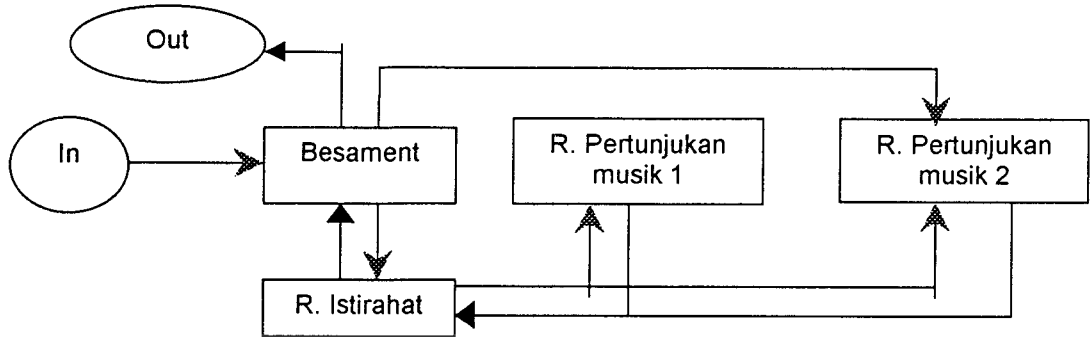 Out
In
Besament
R. Pertunjukan
musik 1
R. Pertunjukan
musik 2
R. Istirahat